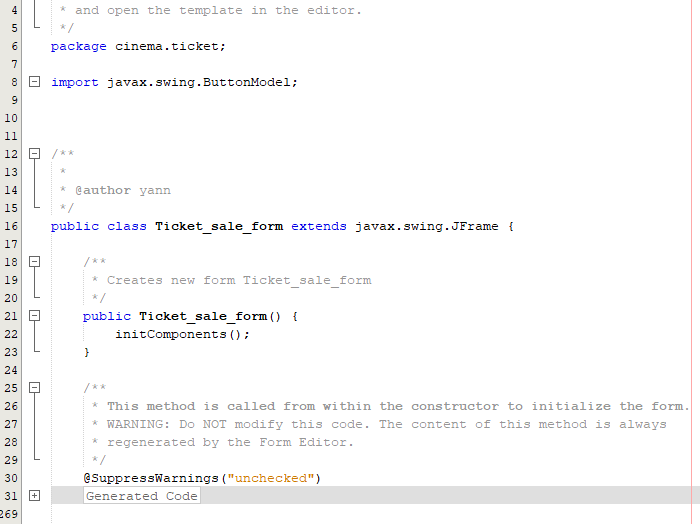 4 * and open the template in the editor.
5 */
6 package cinema.ticket;
7
8 import javax.swing.ButtonModel;
9
10
11
12 /**
13 *
14 * @author yann
15 */
16 public class Ticket_sale_form extends javax.swing.JFrame {
17
18 /**
19 * Creates new form Ticket_sale_form
20 */
21 public Ticket_sale_form() {
22 initComponents();
23 }
24
25 /**
26 * This method is called from within the constructor to initialize the form.
27 * WARNING: Do NOT modify this code. The content of this method is always
28 * regenerated by the Form Editor.
29 */
30 @SuppressWarnings("unchecked")
31 Generated Code
269